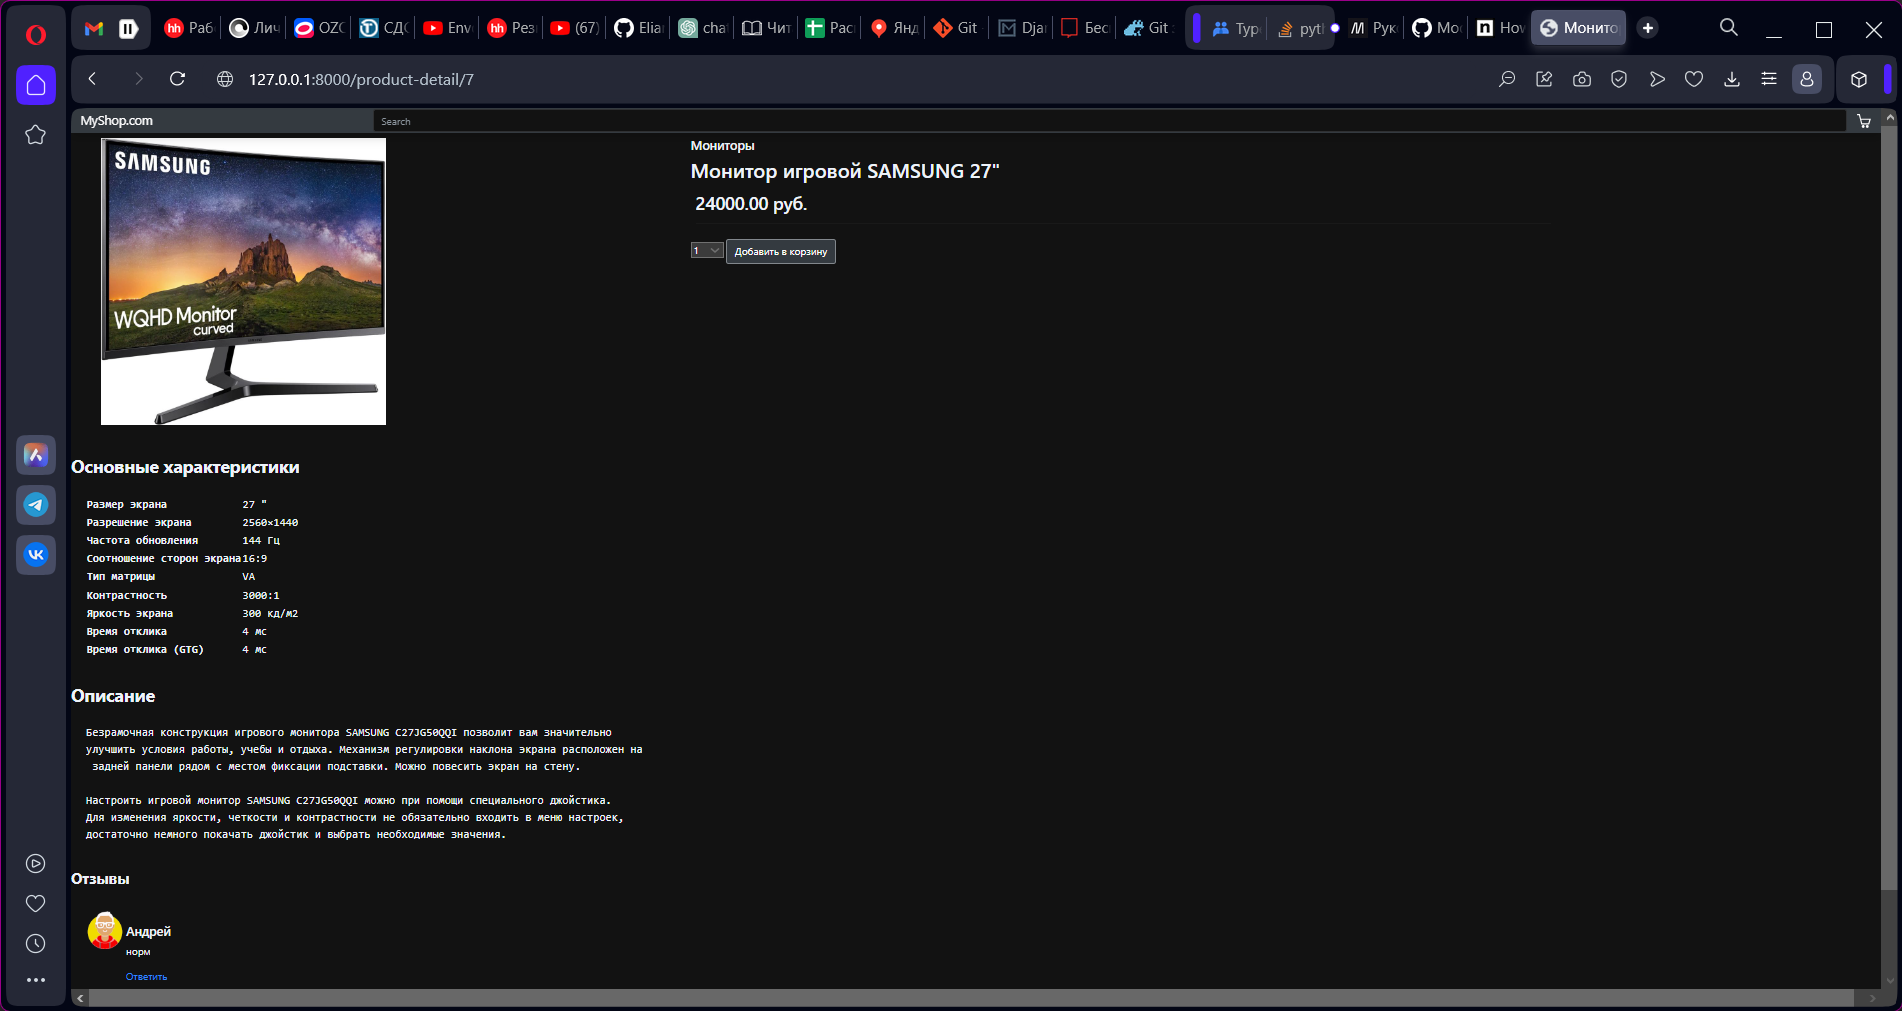 Раб
Лич
OZC
СДС
Env
Рез
(67)
Elia
cha
Чит
Рас
Янд
Git
Djan
Бес
Git
Typ
pyt
Рук
Mo
How
Монито
127.0.0.1:8000/product-detail/7
MyShop.com
Search
SAMSUNG
WQHD Monitor
curved
Мониторы
Монитор игровой SAMSUNG 27"
24000.00 руб.
1
Добавить в корзину
Основные характеристики
Размер экрана 27 "
Разрешение экрана 2560×1440
Частота обновления 144 Гц
Соотношение сторон экрана16:9
Тип матрицы VA
Контрастность 3000:1
Яркость экрана 300 кд/м2
Время отклика 4 мс
Время отклика (GTG) 4 мс
Описание
Безрамочная конструкция игрового монитора SAMSUNG C27JG50QQI позволит вам значительно
улучшить условия работы, учебы и отдыха. Механизм регулировки наклона экрана расположен на
задней панели рядом с местом фиксации подставки. Можно повесить экран на стену.
Настроить игровой монитор SAMSUNG C27JG50QQI можно при помощи специального джойстика.
Для изменения яркости, четкости и контрастности не обязательно входить в меню настроек,
достаточно немного покачать джойстик и выбрать необходимые значения.
Отзывы
Андрей
норм
Ответить